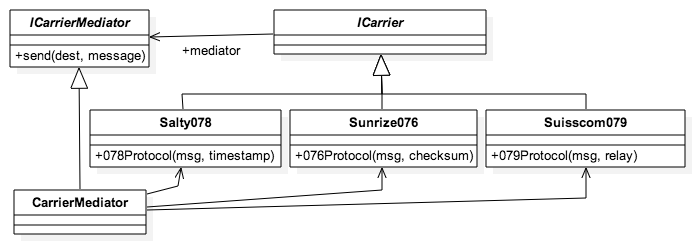 ICarrierMediator
ICarrier
+send(dest, message)
+mediator
Salty078
Sunrize076
Suisscom079
+078Protocol(msg, timestamp)
+076Protocol(msg, checksum)
+079Protocol(msg, relay)
CarrierMediator